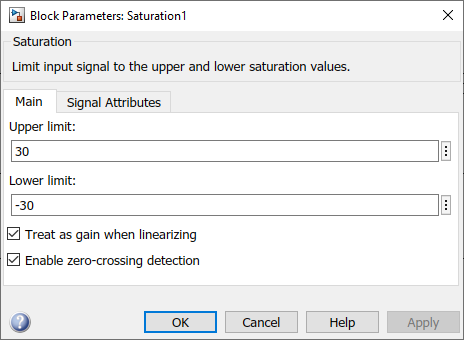 Block Parameters: Saturation1
Saturation
Limit input signal to the upper and lower saturation values.
Main Signal Attributes
Upper limit:
30
Lower limit:
-30
Treat as gain when linearizing
Enable zero-crossing detection
OK Cancel Help Apply